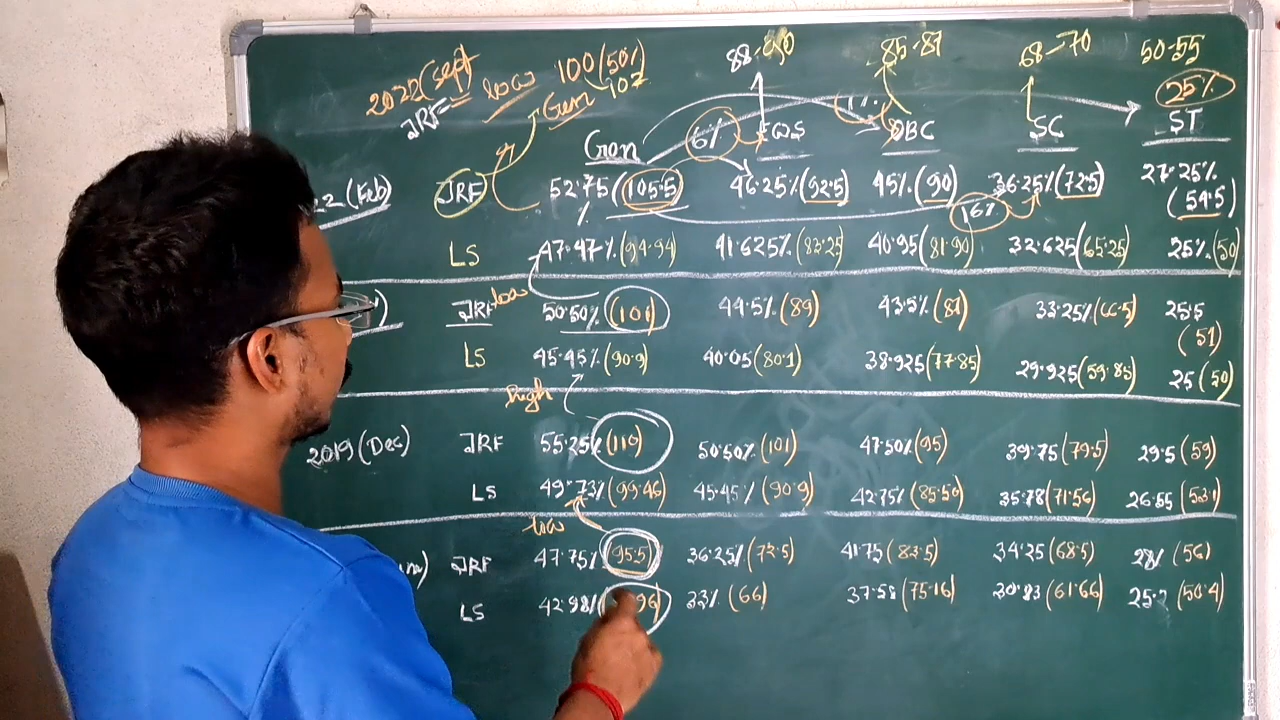 88-90 85-87 68-70 50-55
2022(Sept) low 100(50%)
JRF= Gen 102 1% 25%
Gen 6% EWS OBC SC ST
22(Feb) JRF 52.75%(105.5) 46.25%(92.5) 45%(90) 36.25%(72.5) 27.25%(54.5)
16%
LS 47.47%(94.94) 41.625%(83.25) 40.95(81.90) 32.625(65.25) 25%(50)
low
) JRF 50.50%(101) 44.5%(89) 43.5%(87) 33.25%(66.5) 25.5(51)
LS 45.45%(90.9) 40.05(80.1) 38.925(77.85) 29.925(59.85) 25(50)
high
2019(Dec) JRF 55.25%(110) 50.50%(101) 47.50%(95) 39.75(79.5) 29.5(59)
LS 49.73%(99.46) 45.45%(90.9) 42.75%(85.50) 35.78(71.56) 26.55(53.1)
low
) JRF 47.75%(95.5) 36.25%(72.5) 41.75(83.5) 34.25(68.5) 28%(56)
LS 42.98%( 96) 33%(66) 37.58(75.16) 30.83(61.66) 25.2(50.4)